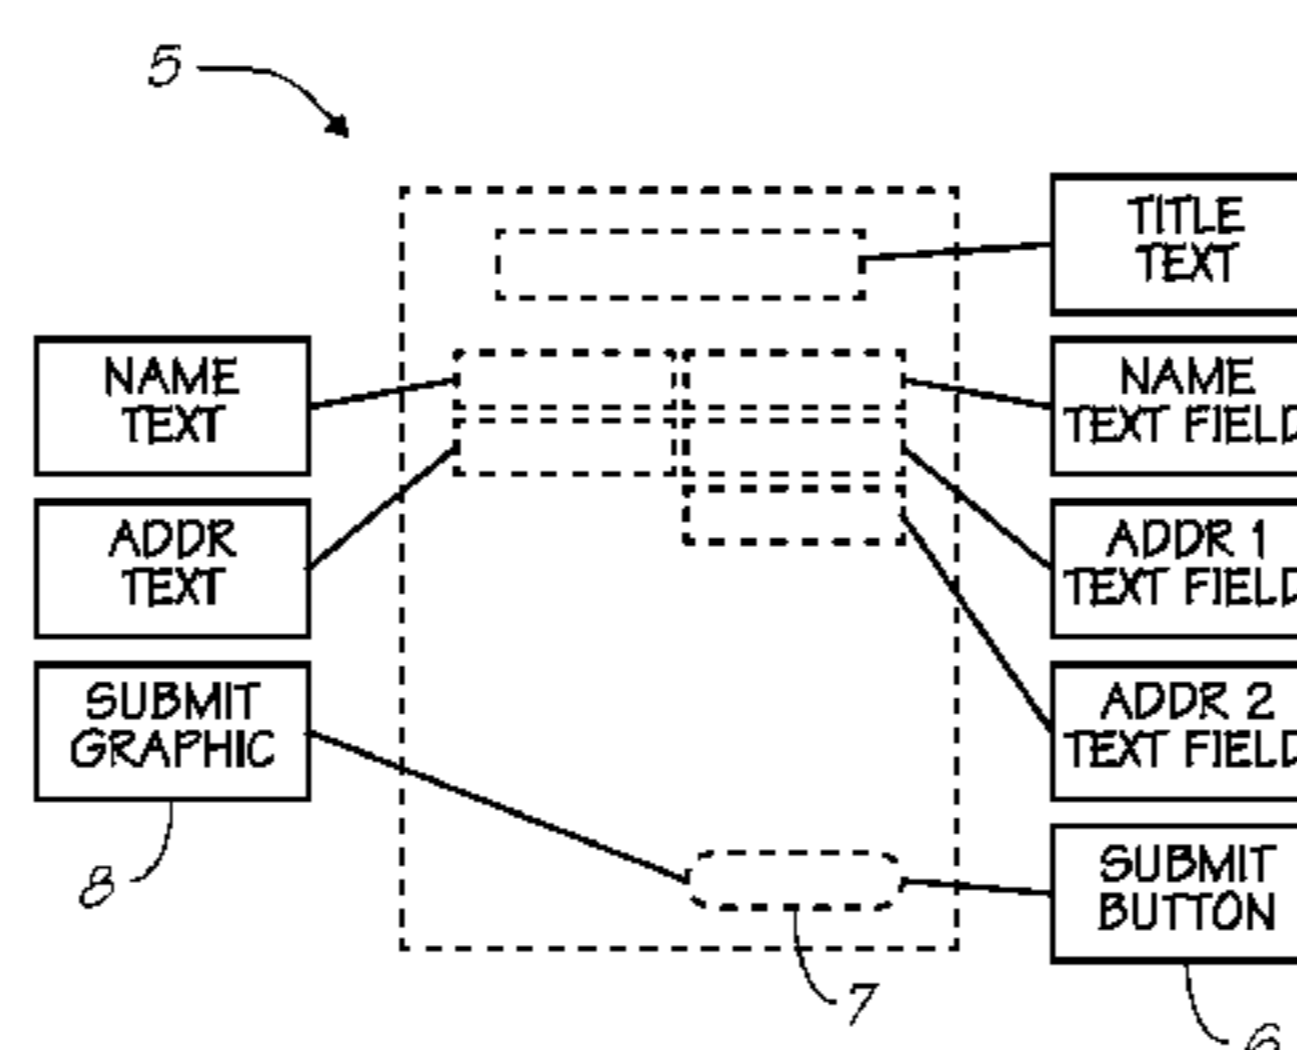 5
TITLE
TEXT
NAME
TEXT
NAME
TEXT FIELD
ADDR
TEXT
ADDR 1
TEXT FIELD
SUBMIT
GRAPHIC
ADDR 2
TEXT FIELD
8
SUBMIT
BUTTON
7
6